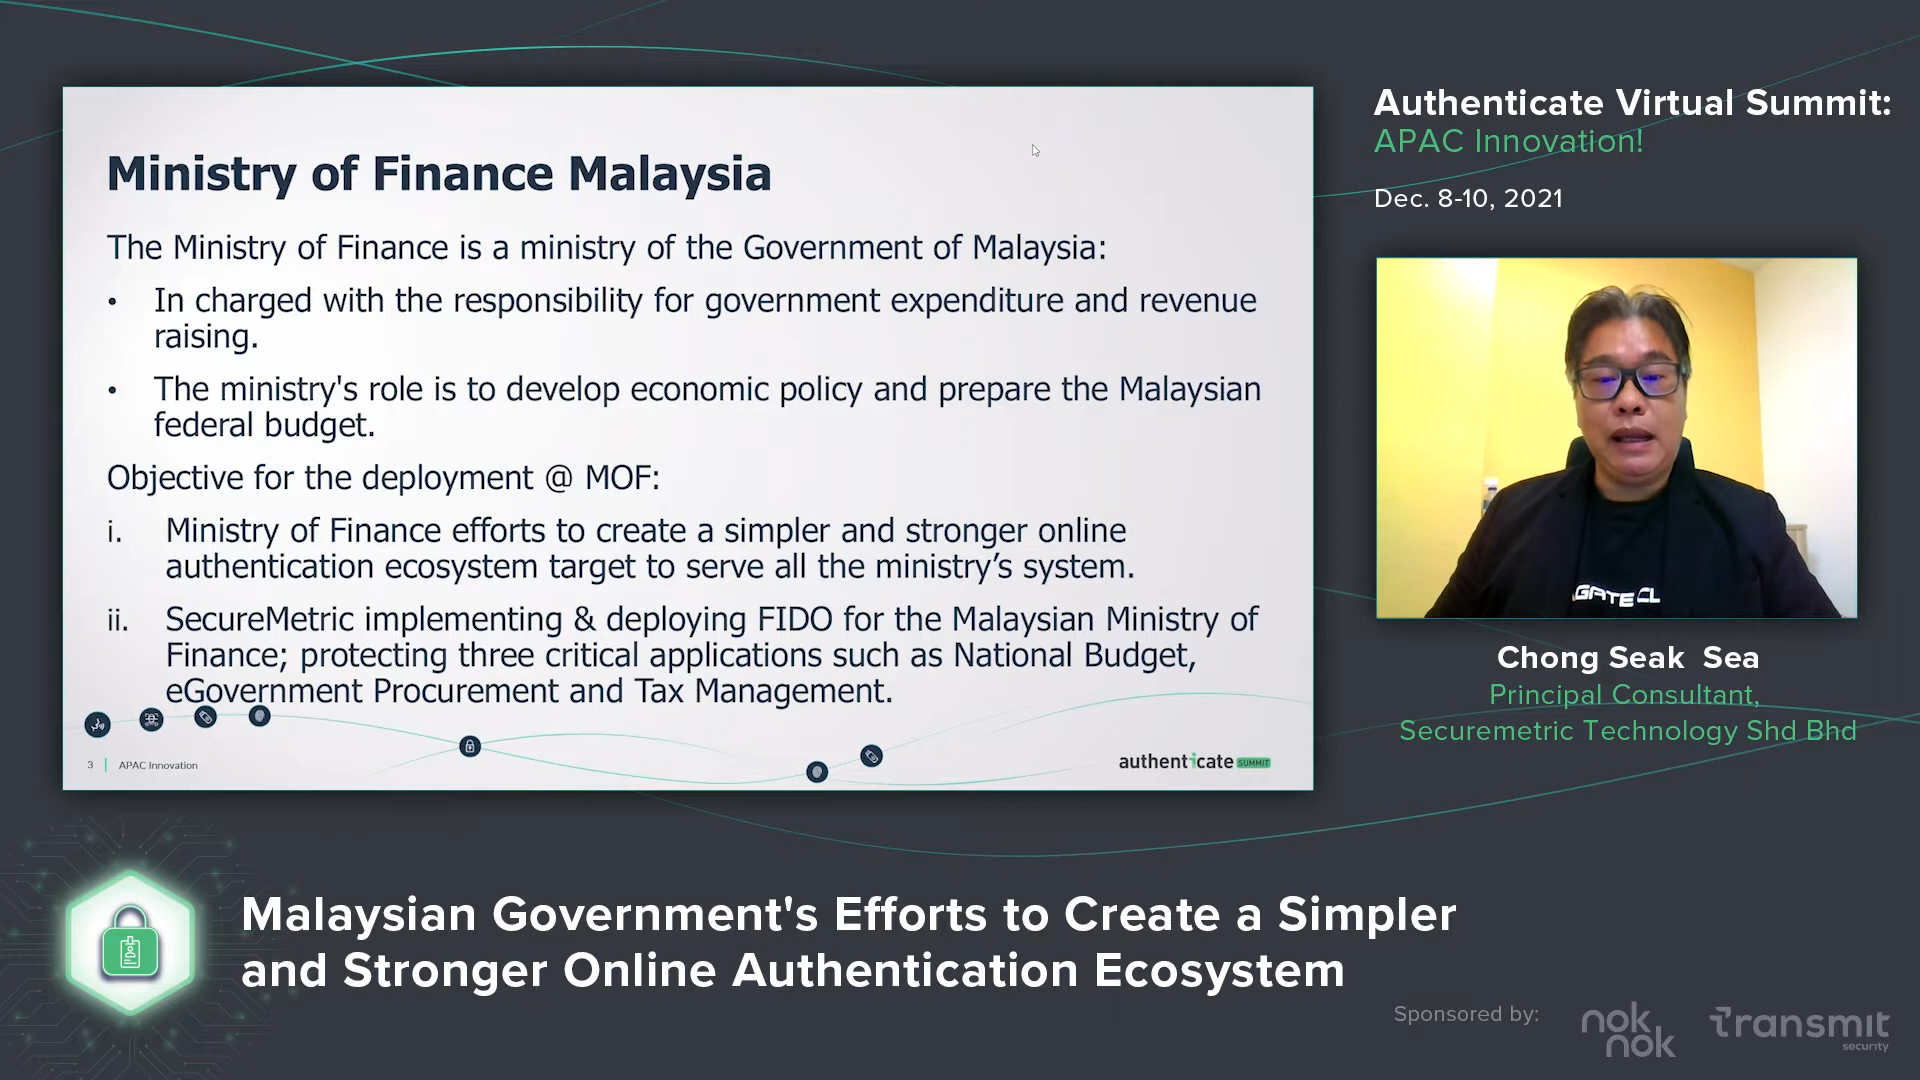 Ministry of Finance Malaysia
The Ministry of Finance is a ministry of the Government of Malaysia:
• In charged with the responsibility for government expenditure and revenue
raising.
• The ministry's role is to develop economic policy and prepare the Malaysian
federal budget.
Objective for the deployment @ MOF:
i. Ministry of Finance efforts to create a simpler and stronger online
authentication ecosystem target to serve all the ministry’s system.
ii. SecureMetric implementing & deploying FIDO for the Malaysian Ministry of
Finance; protecting three critical applications such as National Budget,
eGovernment Procurement and Tax Management.
3 | APAC Innovation
authenticate SUMMIT
Authenticate Virtual Summit:
APAC Innovation!
Dec. 8-10, 2021
Chong Seak Sea
Principal Consultant,
Securemetric Technology Shd Bhd
Malaysian Government's Efforts to Create a Simpler
and Stronger Online Authentication Ecosystem
Sponsored by:
nok
nok
Transmit
security